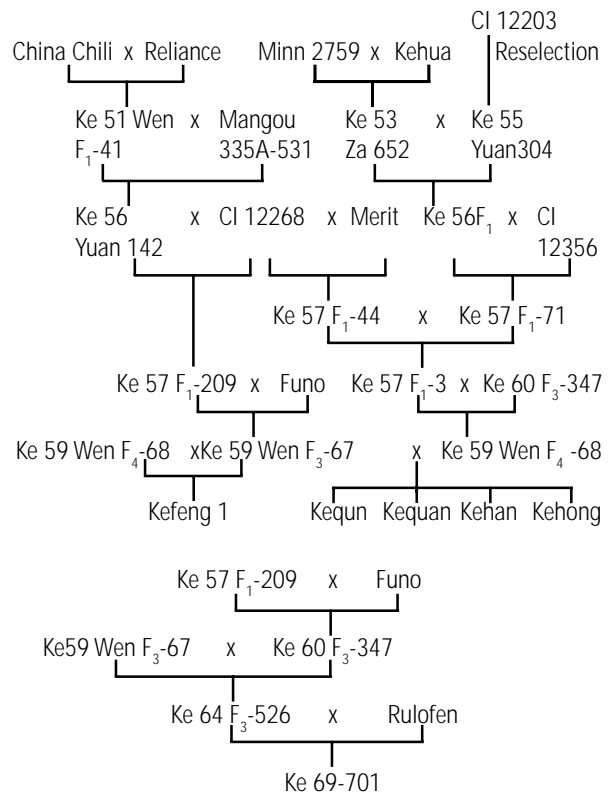 CI 12203
China Chili x Reliance Minn 2759 x Kehua Reselection
Ke 51 Wen x Mangou Ke 53 x Ke 55
F₁-41 335A-531 Za 652 Yuan304
Ke 56 x CI 12268 x Merit Ke 56F₁ x CI
Yuan 142 12356
Ke 57 F₁-44 x Ke 57 F₁-71
Ke 57 F₁-209 x Funo Ke 57 F₁-3 x Ke 60 F₃-347
Ke 59 Wen F₄-68 xKe 59 Wen F₃-67 x Ke 59 Wen F₄ -68
Kefeng 1 Kequn Kequan Kehan Kehong
Ke 57 F₁-209 x Funo
Ke59 Wen F₃-67 x Ke 60 F₃-347
Ke 64 F₃-526 x Rulofen
Ke 69-701